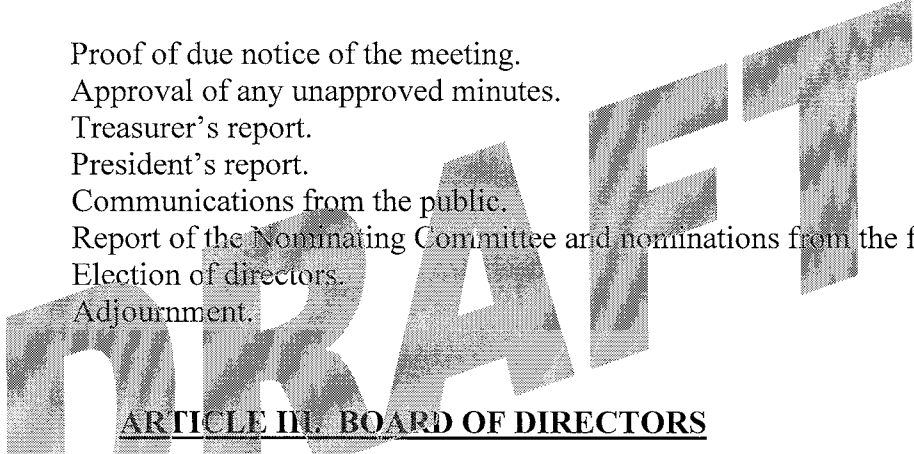 Proof of due notice of the meeting.
Approval of any unapproved minutes.
Treasurer's report.
President's report.
Communications from the public.
Report of the Nominating Committee and nominations from the f
Election of directors.
Adjournment.
DRAFT
ARTICLE III. BOARD OF DIRECTORS